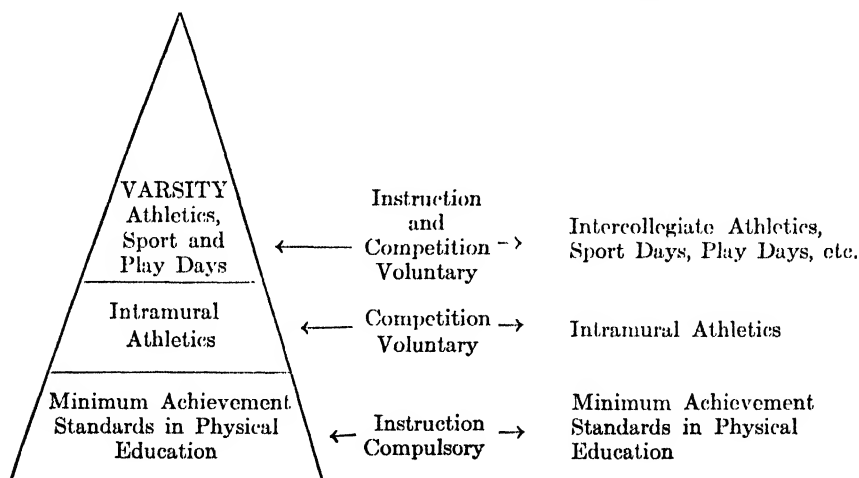 VARSITY
Athletics,
Sport and
Play Days
Instruction
and
Competition
Voluntary
Intercollegiate Athletics,
Sport Days, Play Days, etc.
Intramural
Athletics
Competition
Voluntary
Intramural Athletics
Minimum Achievement
Standards in Physical
Education
Instruction
Compulsory
Minimum Achievement
Standards in Physical
Education